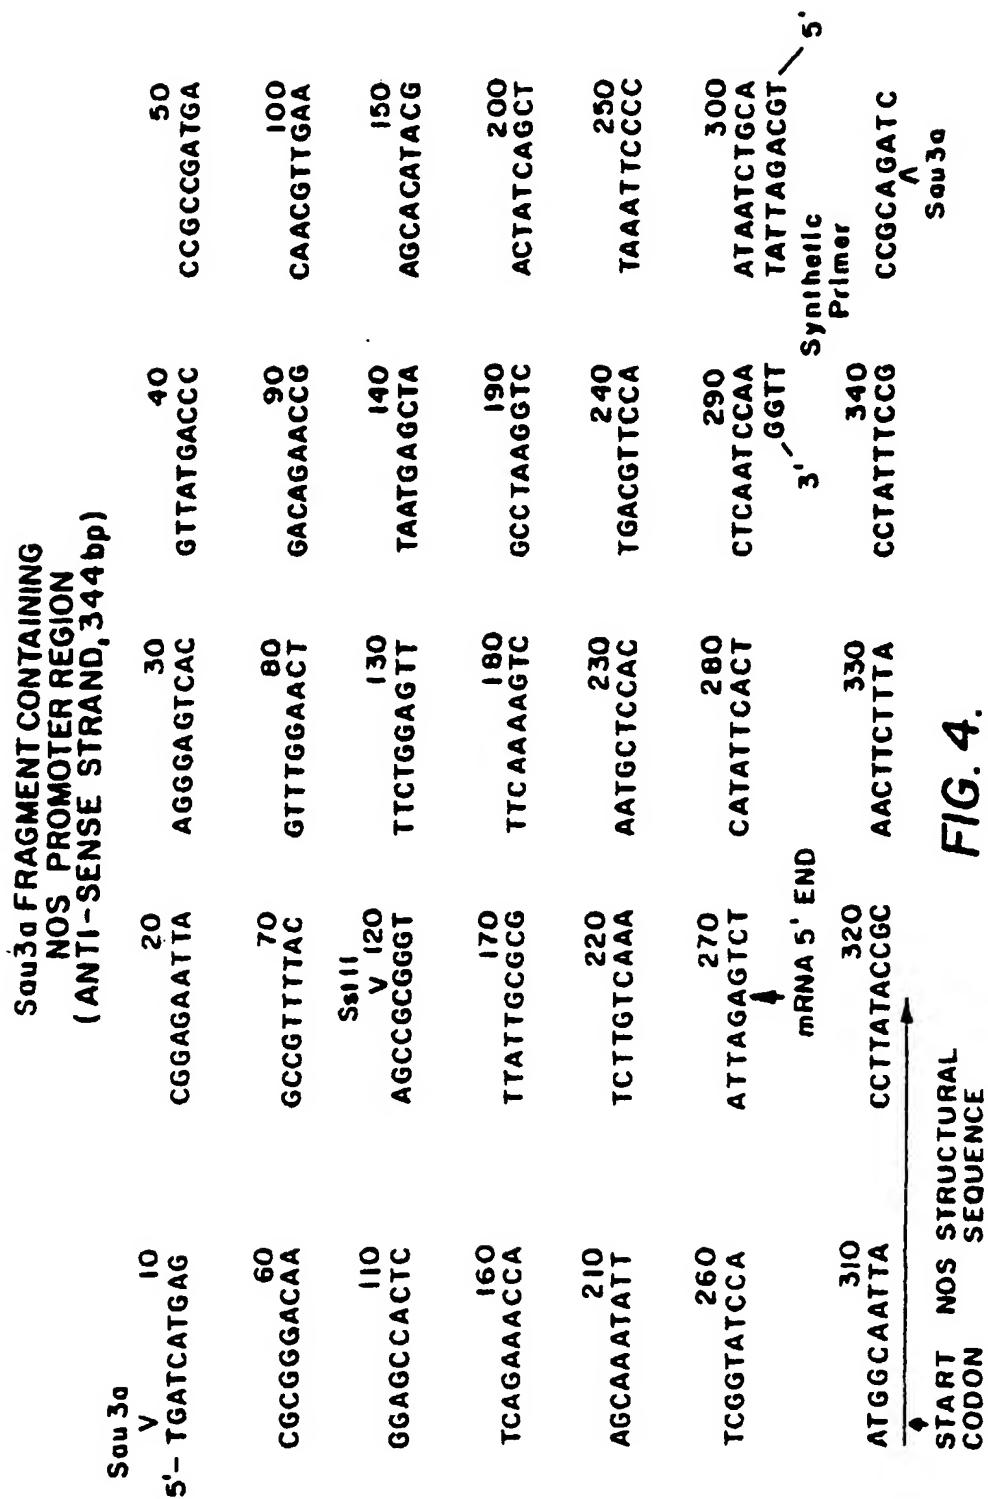 Sau3a FRAGMENT CONTAINING
NOS PROMOTER REGION
(ANTI-SENSE STRAND, 344 bp)
Sau 3a
V 10 20 30 40 50
5'- TGATCATGAG CGGAGAATTA AGGGAGTCAC GTTATGACCC CCGCCGATGA
60 70 80 90 100
CGCGGGACAA GCCGTTTTAC GTTTGGAACT GACAGAACCG CAACGTTGAA
SstII
110 V 120 130 140 150
GGAGCCACTC AGCCGCGGGT TTCTGGAGTT TAATGAGCTA AGCACATACG
160 170 180 190 200
TCAGAAACCA TTATTGCGCG TTCAAAAGTC GCCTAAGGTC ACTATCAGCT
210 220 230 240 250
AGCAAATATT TCTTGTCAAA AATGCTCCAC TGACGTTCCA TAAATTCCCC
260 270 280 290 300
TCGGTATCCA ATTAGAGTCT CATATTCACT CTCAATCCAA ATAATCTGCA
GGTT TATTAGACGT
3' 5'
mRNA 5' END
Synthetic
Primer
310 320 330 340
ATGGCAATTA CCTTATACCGC AACTTCTTTA CCTATTTCCG CCGCAGATC
Λ
Sau3a
START NOS STRUCTURAL
CODON SEQUENCE
FIG. 4.